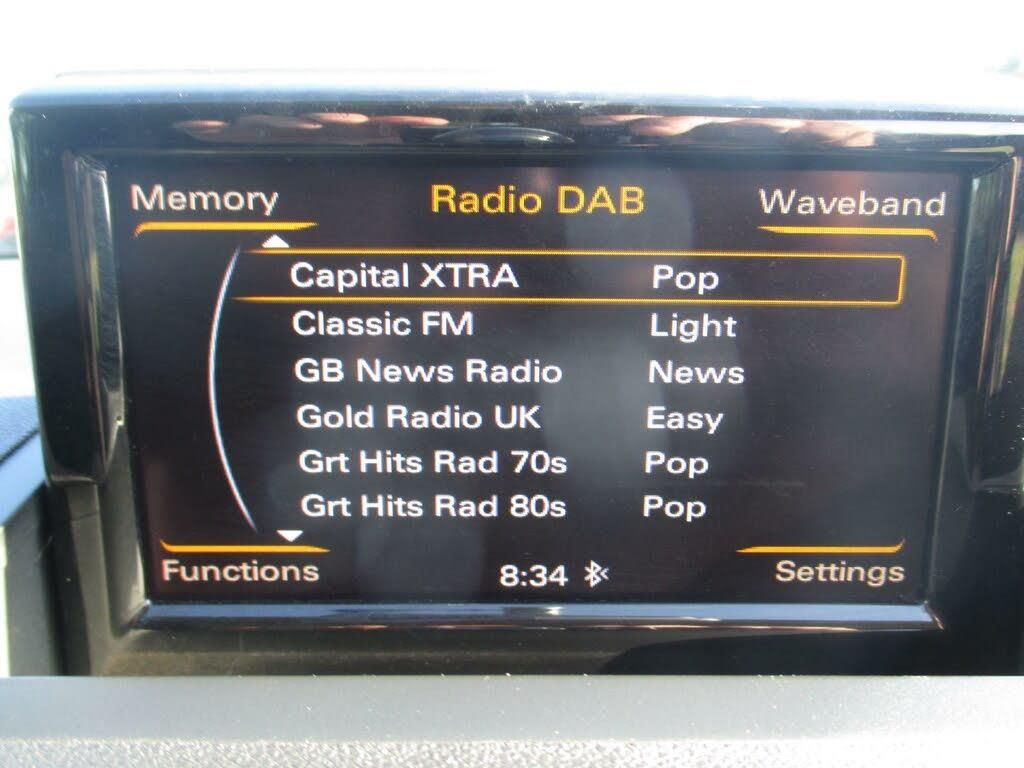 Memory Radio DAB Waveband
Capital XTRA Pop
Classic FM Light
GB News Radio News
Gold Radio UK Easy
Grt Hits Rad 70s Pop
Grt Hits Rad 80s Pop
Functions 8:34 Settings